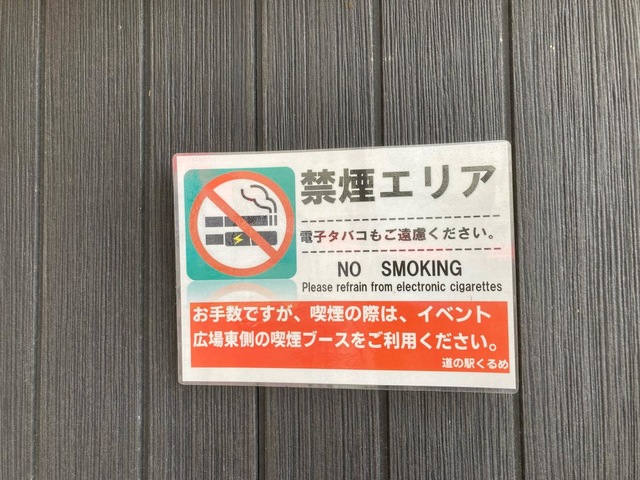 禁煙エリア
電子タバコもご遠慮ください。
NO SMOKING
Please refrain from electronic cigarettes
お手数ですが、喫煙の際は、イベント
広場東側の喫煙ブースをご利用ください。
道の駅くるめ